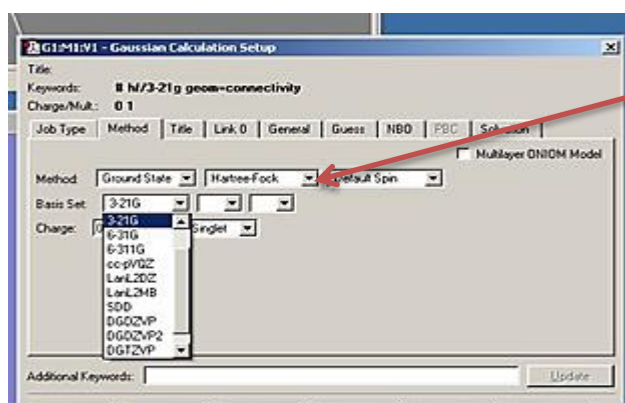 G1:M1:V1 - Gaussian Calculation Setup
Title:
Keywords: # hf/3-21g geom=connectivity
Charge/Mult.: 0 1
Job Type Method Title Link 0 General Guess NBO PBC Solvation
Multilayer ONIOM Model
Method: Ground State Hartree-Fock Default Spin
Basis Set: 3-21G
Charge: 0 Singlet
3-21G
6-31G
6-311G
cc-pVQZ
LanL2DZ
LanL2MB
SDD
DGDZVP
DGDZVP2
DGTZVP
Additional Keywords: Update